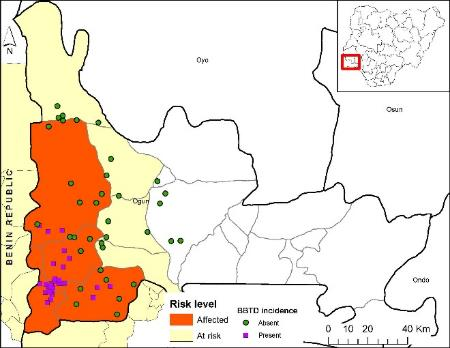 N
Oyo
Osun
Ogun
BENIN REPUBLIC
Ondo
Risk level
Affected
At risk
BBTD incidence
Absent
Present
0 10 20 40 Km